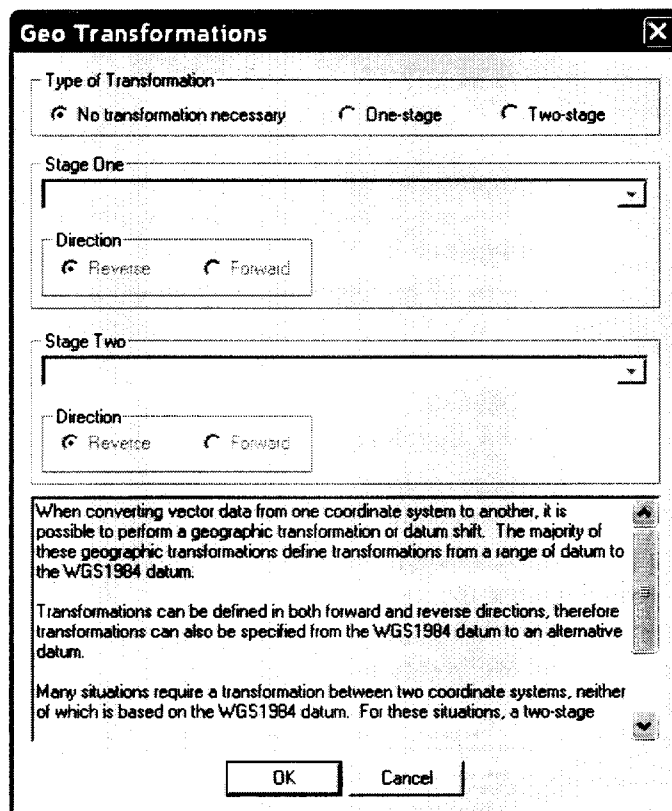 Geo Transformations
Type of Transformation
No transformation necessary
One-stage
Two-stage
Stage One
Direction
Reverse
Forward
Stage Two
Direction
Reverse
Forward
When converting vector data from one coordinate system to another, it is
possible to perform a geographic transformation or datum shift. The majority of
these geographic transformations define transformations from a range of datum to
the WGS1984 datum.
Transformations can be defined in both forward and reverse directions, therefore
transformations can also be specified from the WGS1984 datum to an alternative
datum.
Many situations require a transformation between two coordinate systems, neither
of which is based on the WGS1984 datum. For these situations, a two-stage
OK
Cancel